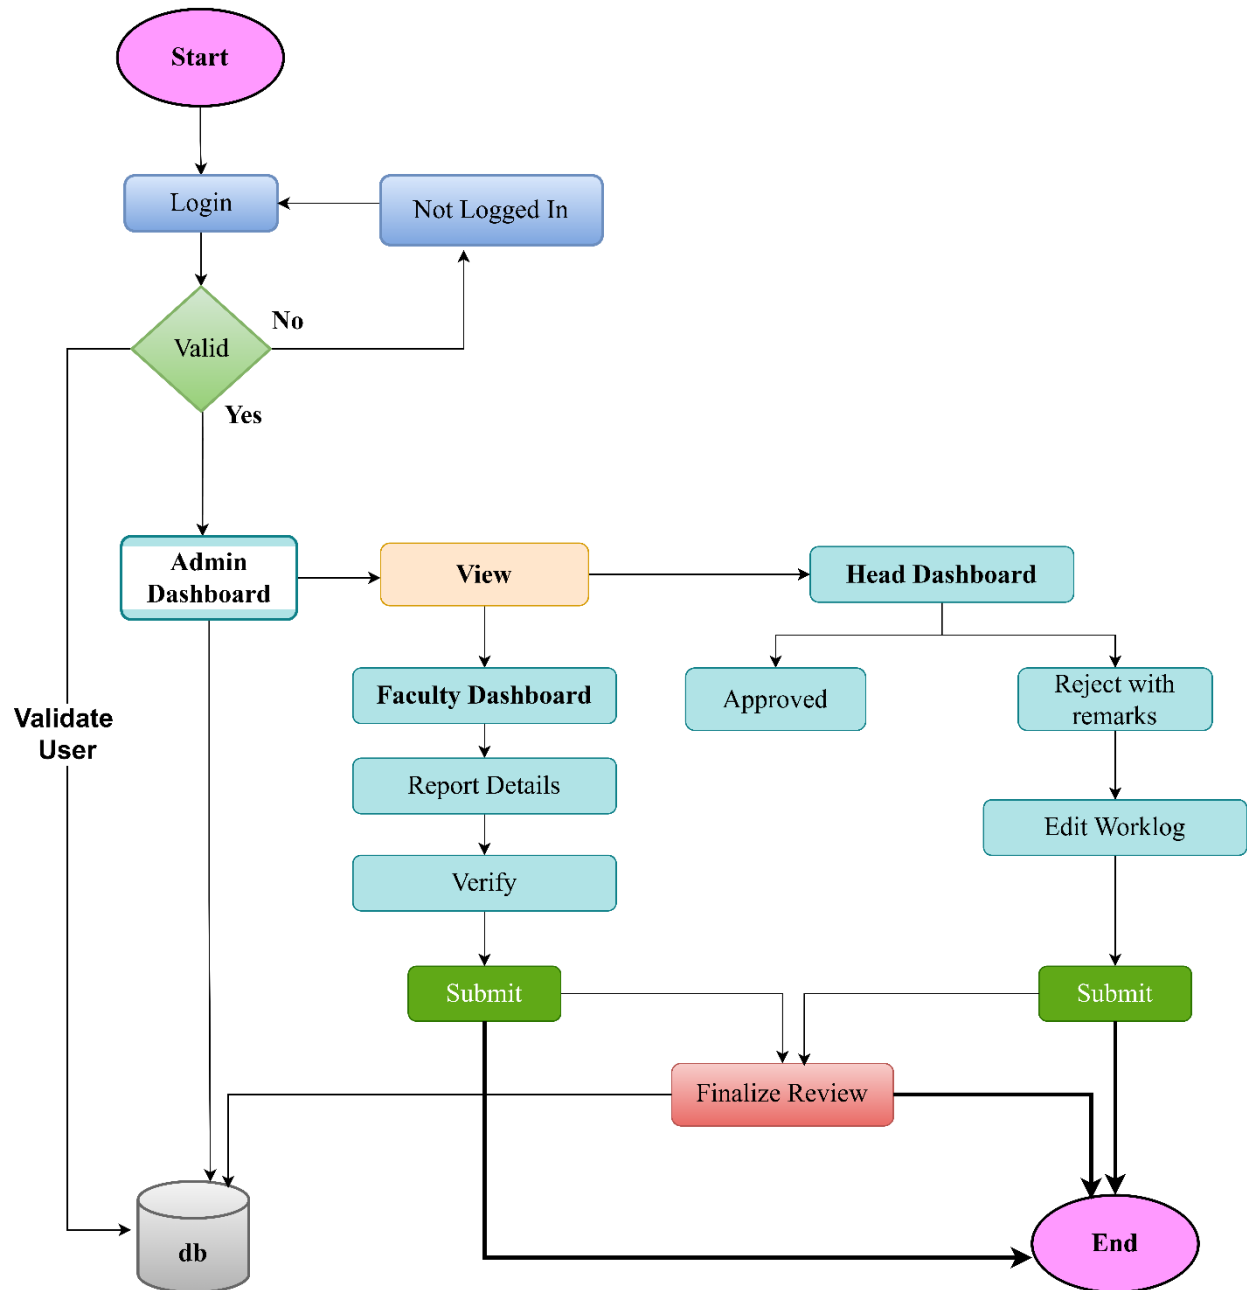 Start
Login
Not Logged In
Valid
No
Yes
Admin
Dashboard
View
Head Dashboard
Faculty Dashboard
Approved
Reject with
remarks
Validate
User
Report Details
Edit Worklog
Verify
Submit
Submit
Finalize Review
db
End